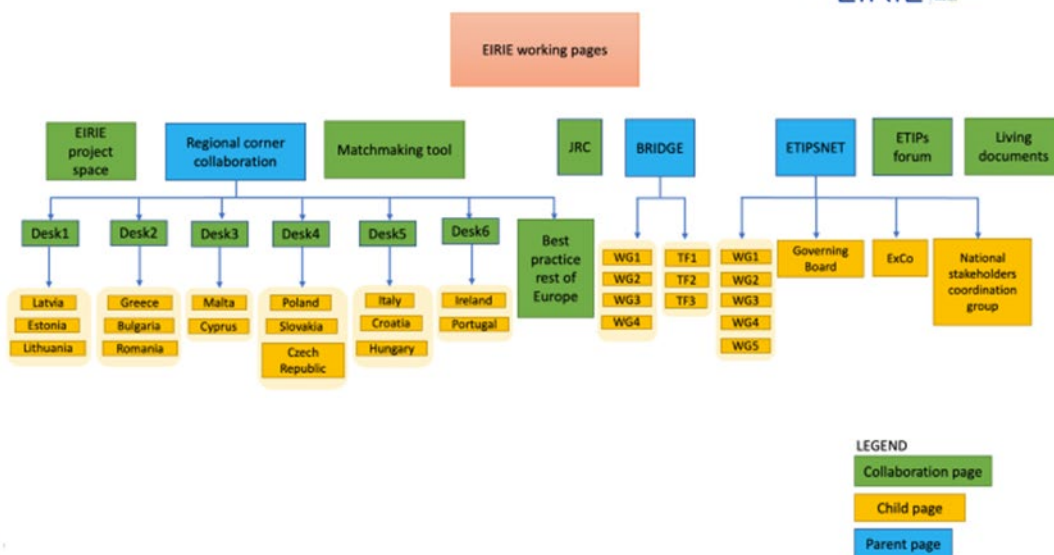 EIRIE working pages
EIRIE
project
space
Regional corner
collaboration
Matchmaking tool
JRC
BRIDGE
ETIPSNET
ETIPs
forum
Living
documents
Desk1
Desk2
Desk3
Desk4
Desk5
Desk6
Best
practice
rest of
Europe
Latvia
Estonia
Lithuania
Greece
Bulgaria
Romania
Malta
Cyprus
Poland
Slovakia
Czech
Republic
Italy
Croatia
Hungary
Ireland
Portugal
WG1
WG2
WG3
WG4
TF1
TF2
TF3
WG1
WG2
WG3
WG4
WG5
Governing
Board
ExCo
National
stakeholders
coordination
group
LEGEND
Collaboration page
Child page
Parent page